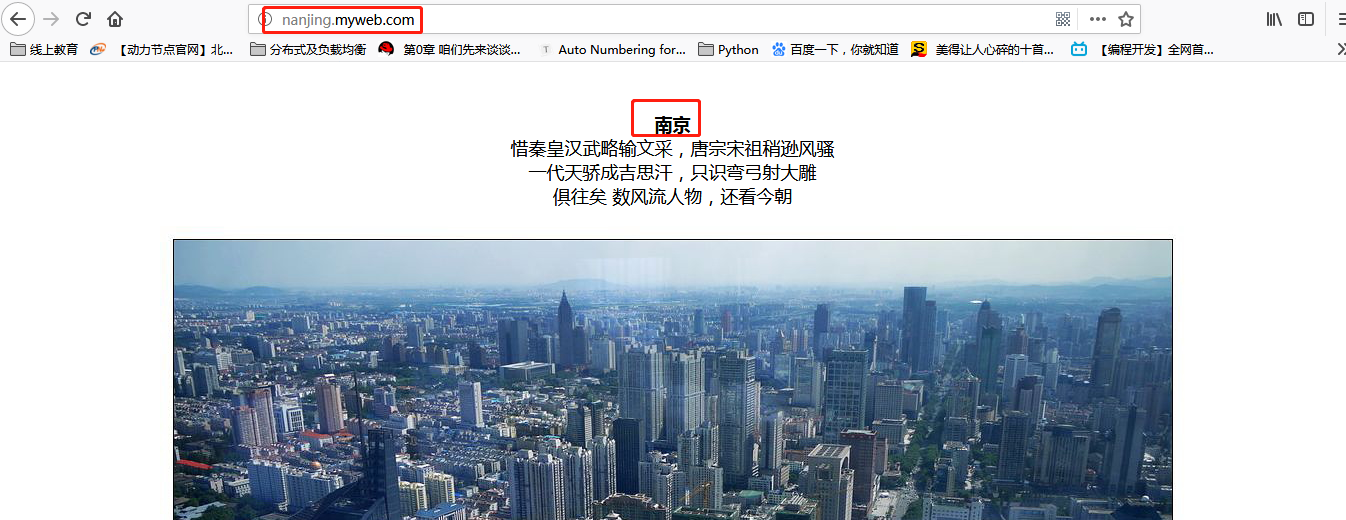 nanjing.myweb.com
线上教育 【动力节点官网】北... 分布式及负载均衡 第0章 咱们先来谈谈... T Auto Numbering for... Python 百度一下，你就知道 S 美得让人心碎的十首... 【编程开发】全网首...
南京
惜秦皇汉武略输文采，唐宗宋祖稍逊风骚
一代天骄成吉思汗，只识弯弓射大雕
俱往矣 数风流人物，还看今朝